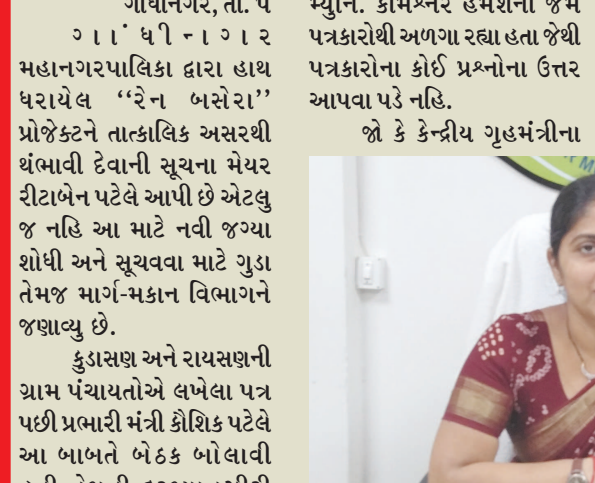 ગાંધીનગર, તા. ૫
ગાંધીનગર
મહાનગરપાલિકા દ્વારા હાથ
ધરાયેલ ‘‘રેન બસેરા’’
પ્રોજેક્ટને તાત્કાલિક અસરથી
થંભાવી દેવાની સૂચના મેયર
રીટાબેન પટેલે આપી છે એટલુ
જ નહિ આ માટે નવી જગ્યા
શોધી અને સૂચવવા માટે ગુડા
તેમજ માર્ગ-મકાન વિભાગને
જણાવ્યુ છે.
કુડાસણ અને રાયસણની
ગ્રામ પંચાયતોએ લખેલા પત્ર
પછી પ્રભારી મંત્રી કૌશિક પટેલે
આ બાબતે બેઠક બોલાવી
મ્યુનિ. કમિશ્નર હંમેશની જેમ
પત્રકારોથી અળગા રહ્યા હતા જેથી
પત્રકારોના કોઈ પ્રશ્નોના ઉત્તર
આપવા પડે નહિ.
જો કે કેન્દ્રીય ગૃહમંત્રીના